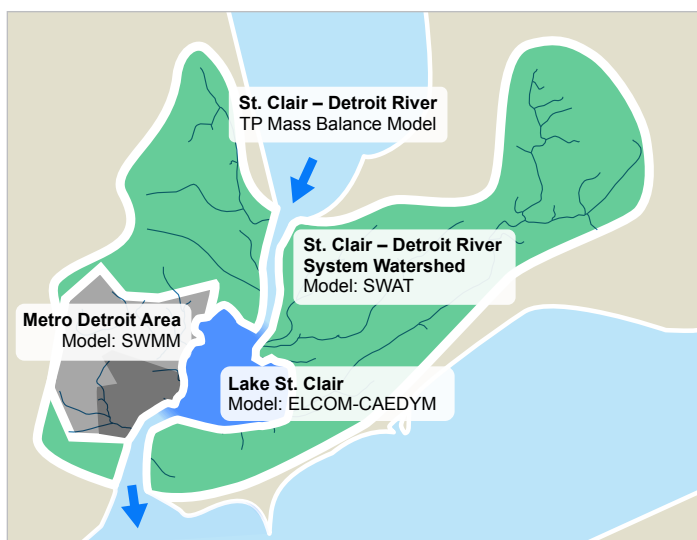 St. Clair – Detroit River
TP Mass Balance Model
St. Clair – Detroit River
System Watershed
Model: SWAT
Metro Detroit Area
Model: SWMM
Lake St. Clair
Model: ELCOM-CAEDYM